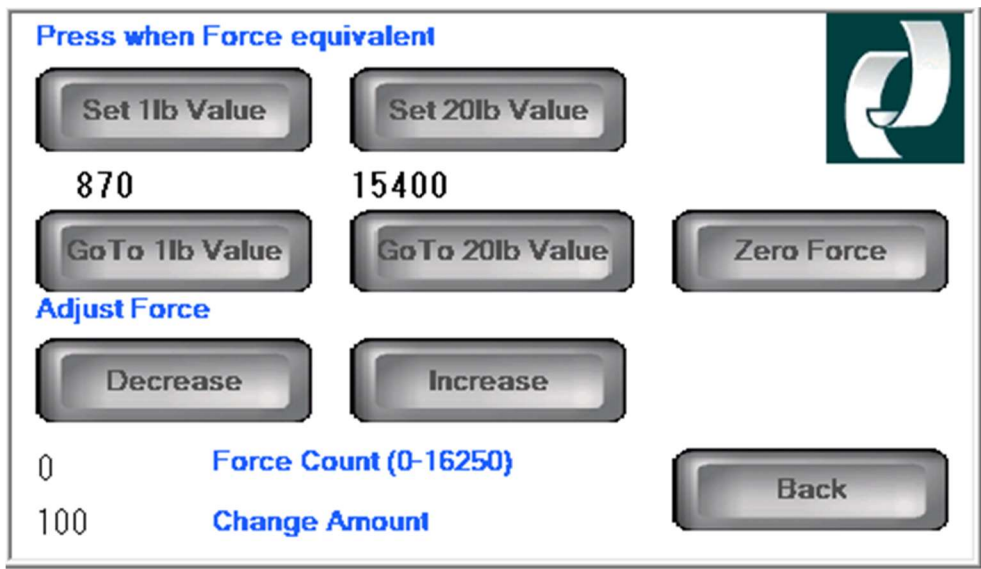 Press when Force equivalent
Set 1lb Value Set 20lb Value
870 15400
GoTo 1lb Value GoTo 20lb Value Zero Force
Adjust Force
Decrease Increase
0 Force Count (0-16250)
Back
100 Change Amount